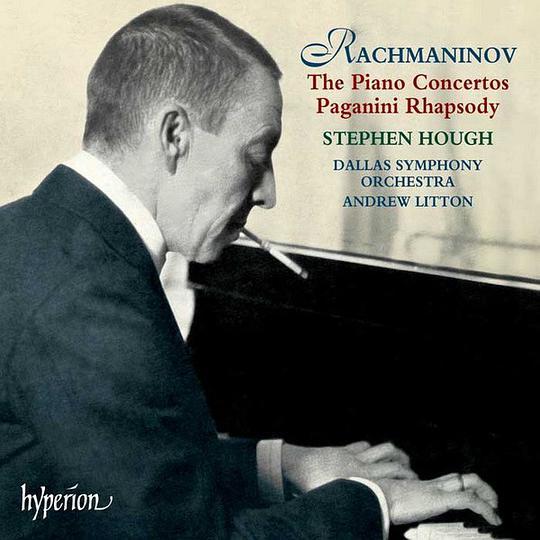 RACHMANINOV
The Piano Concertos
Paganini Rhapsody
STEPHEN HOUGH
DALLAS SYMPHONY
ORCHESTRA
ANDREW LITTON
hyperion